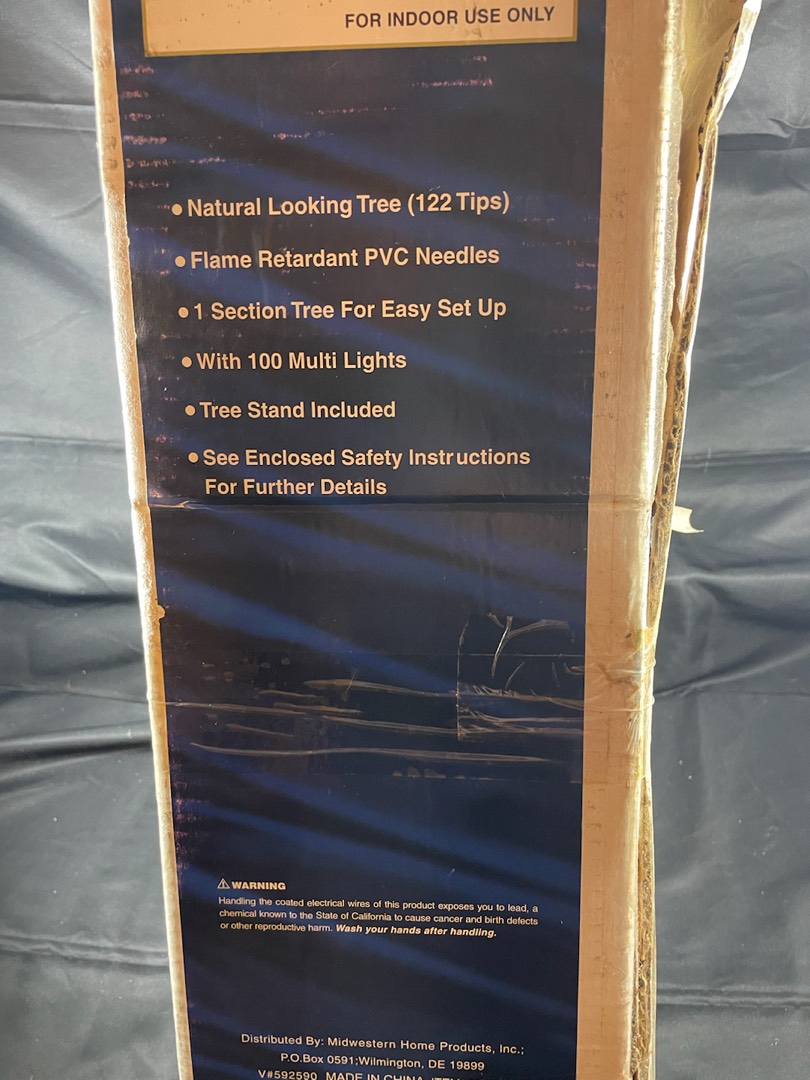 FOR INDOOR USE ONLY
• Natural Looking Tree (122 Tips)
• Flame Retardant PVC Needles
• 1 Section Tree For Easy Set Up
• With 100 Multi Lights
• Tree Stand Included
• See Enclosed Safety Instructions
For Further Details
⚠ WARNING
Handling the coated electrical wires of this product exposes you to lead, a
chemical known to the State of California to cause cancer and birth defects
or other reproductive harm. Wash your hands after handling.
Distributed By: Midwestern Home Products, Inc.;
P.O.Box 0591;Wilmington, DE 19899
V#592590 MADE IN CHINA